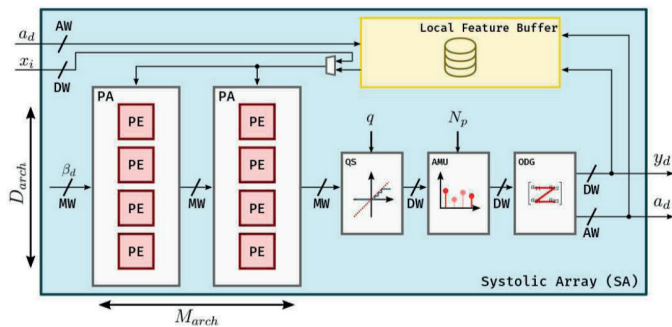 a_d
AW
Local Feature Buffer
x_i
DW
PA
PA
PE
PE
PE
PE
PE
PE
PE
PE
D_arch
β_d
MW
MW
MW
q
N_p
QS
AMU
ODG
DW
DW
DW
y_d
AW
a_d
Systolic Array (SA)
M_arch